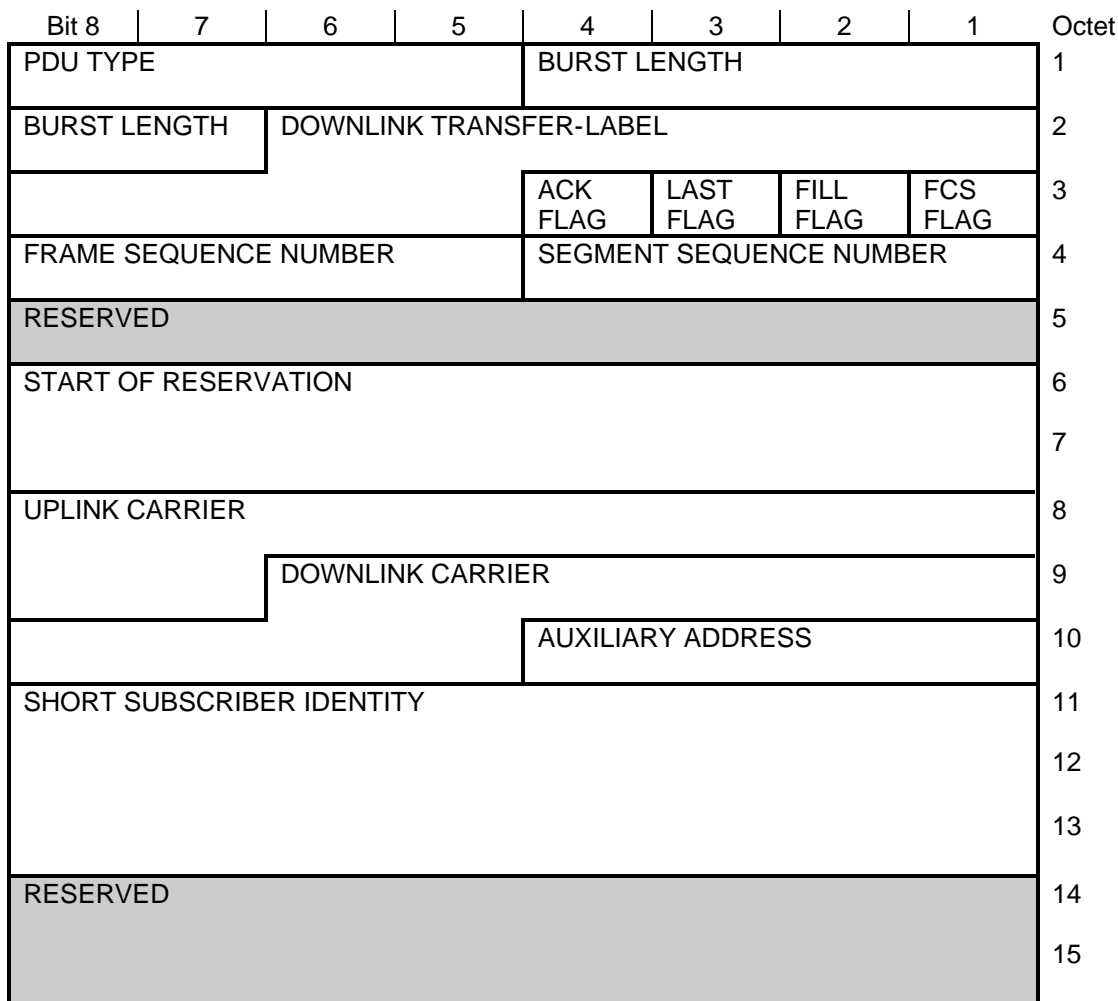 Bit 8 7 6 5 4 3 2 1 Octet
PDU TYPE BURST LENGTH 1
BURST LENGTH DOWNLINK TRANSFER-LABEL 2
ACK LAST FILL FCS 3
FLAG FLAG FLAG FLAG
FRAME SEQUENCE NUMBER SEGMENT SEQUENCE NUMBER 4
RESERVED 5
START OF RESERVATION 6
7
UPLINK CARRIER 8
DOWNLINK CARRIER 9
AUXILIARY ADDRESS 10
SHORT SUBSCRIBER IDENTITY 11
12
13
RESERVED 14
15